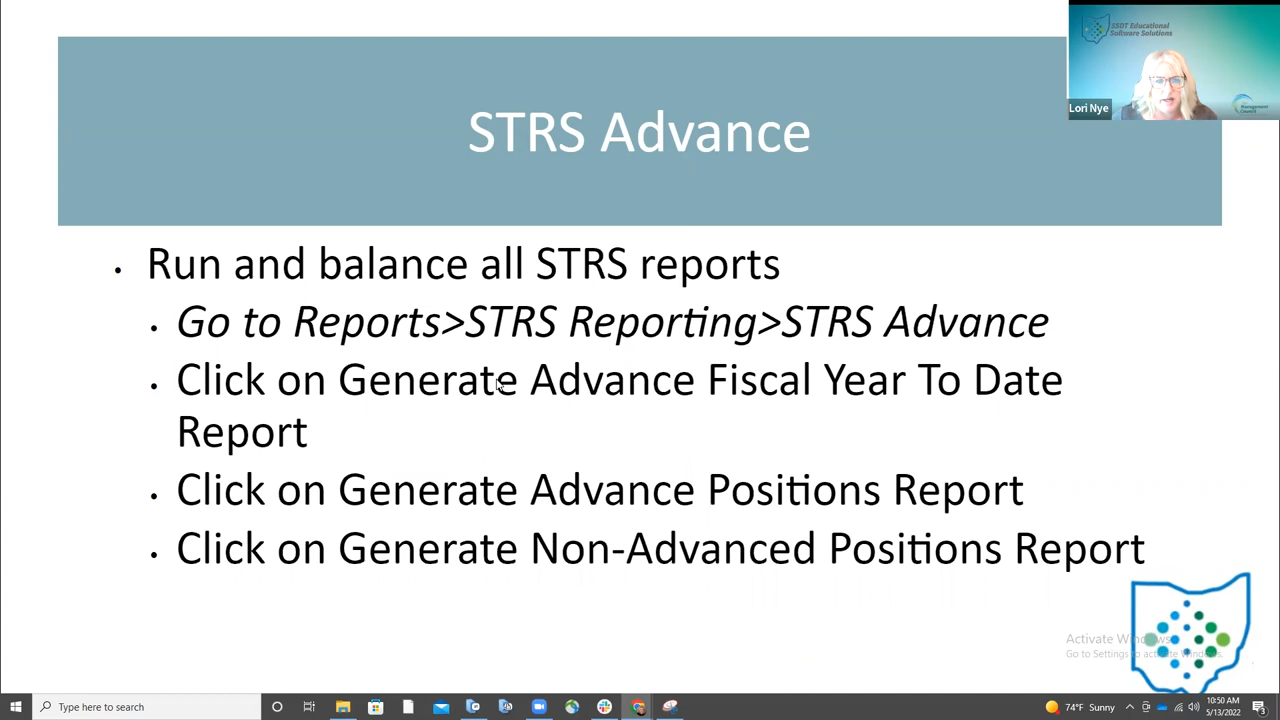 SSDT Educational
Software Solutions
Lori Nye
Management
Council
STRS Advance
• Run and balance all STRS reports
• Go to Reports>STRS Reporting>STRS Advance
• Click on Generate Advance Fiscal Year To Date
Report
• Click on Generate Advance Positions Report
• Click on Generate Non-Advanced Positions Report
Activate Windows
Go to Settings to activate Windows.
Type here to search
74°F Sunny
10:50 AM
5/13/2022